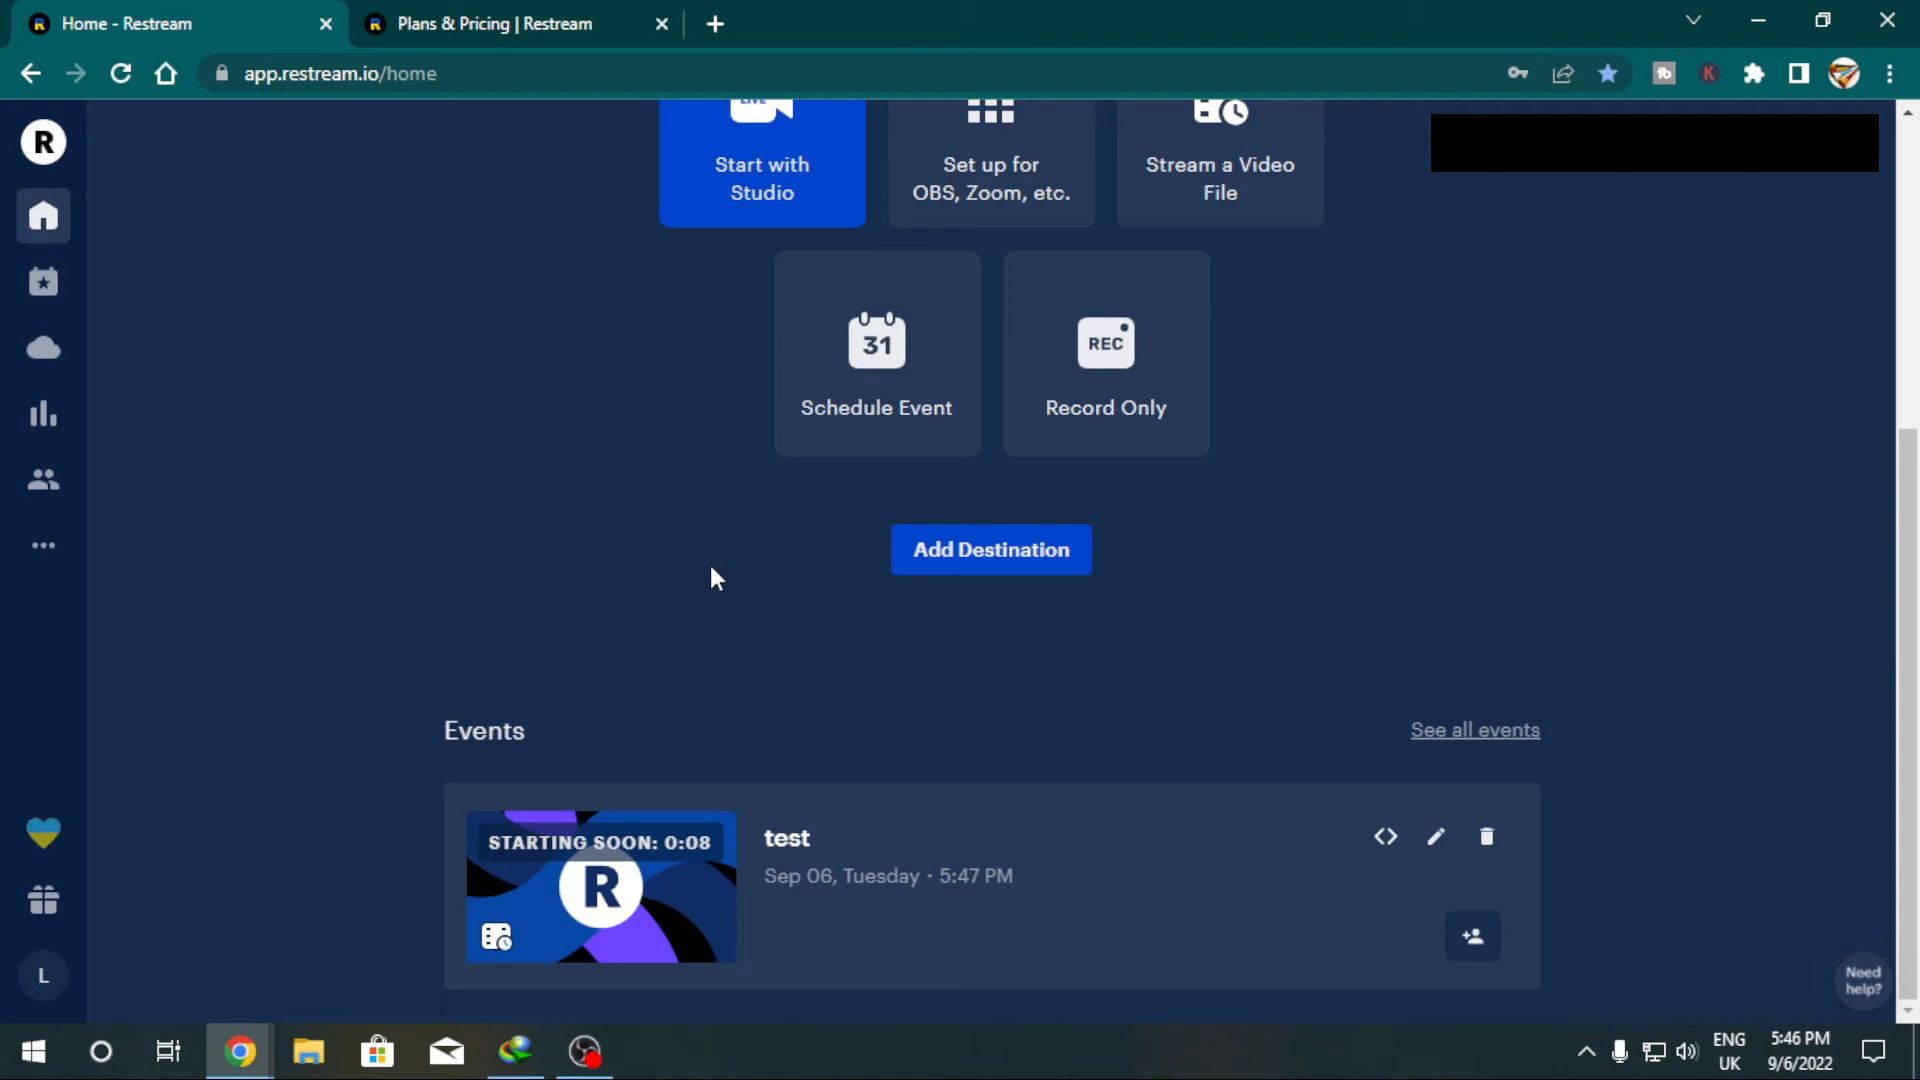 Home - Restream
Plans & Pricing | Restream
app.restream.io/home
tb
K
R
LIVE
Start with
Studio
Set up for
OBS, Zoom, etc.
Stream a Video
File
31
Schedule Event
REC
Record Only
Add Destination
Events
See all events
STARTING SOON: 0:08
R
test
Sep 06, Tuesday · 5:47 PM
L
Need
help?
ENG
UK
5:46 PM
9/6/2022